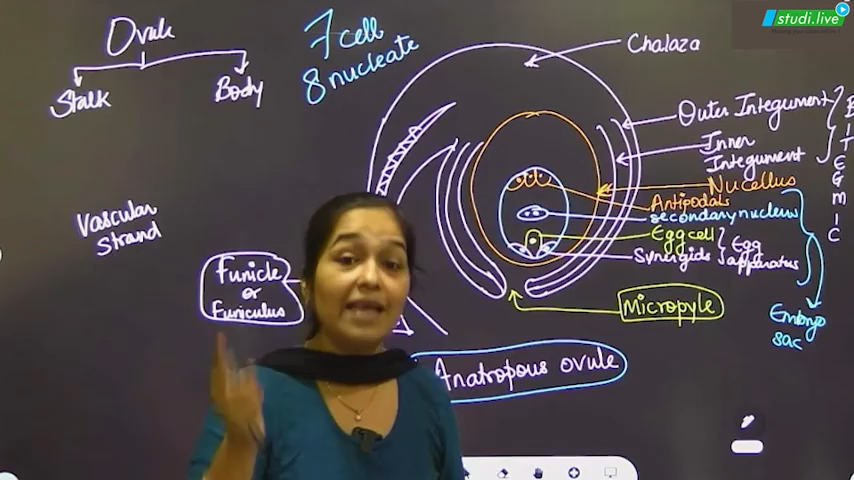 studi.live
Ovule
Stalk
Body
7 cell
8 nucleate
Chalaza
Outer Integument
Inner
Integument
Nucellus
Antipodals
secondary nucleus
Egg cell
Synergids
Egg
apparatus
Embryo
sac
BITEGMIC
Micropyle
Vascular
Strand
Funicle
or
Funiculus
Anatropous ovule